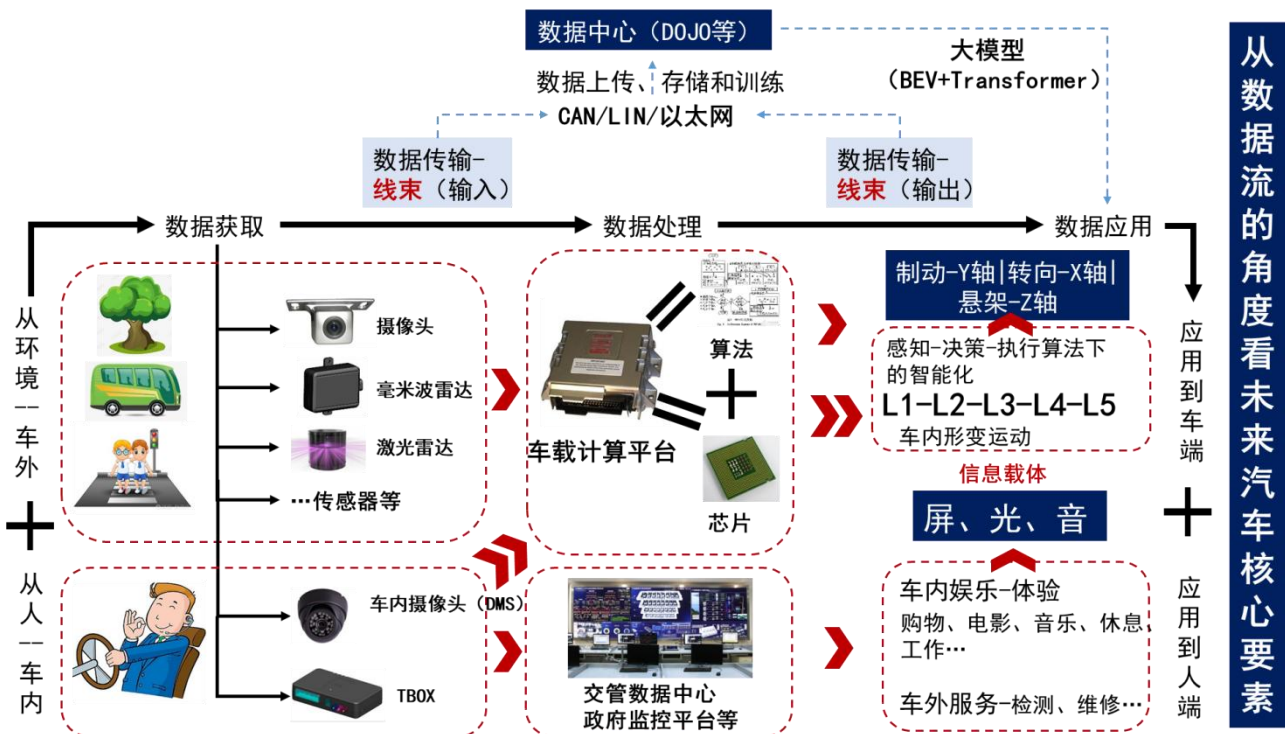 数据中心（DOJO等）
数据上传、存储和训练
CAN/LIN/以太网
大模型
（BEV+Transformer）
数据传输-
线束（输入）
数据传输-
线束（输出）
数据获取
数据处理
数据应用
从环境--车外
+
从人--车内
摄像头
毫米波雷达
激光雷达
…传感器等
车内摄像头（DMS）
TBOX
车载计算平台
算法
+
芯片
交管数据中心
政府监控平台等
制动-Y轴|转向-X轴|
悬架-Z轴
感知-决策-执行算法下
的智能化
L1-L2-L3-L4-L5
车内形变运动
信息载体
屏、光、音
车内娱乐-体验
购物、电影、音乐、休息、
工作…
车外服务-检测、维修…
应用到车端
+
应用到人端
从数据流的角度看未来汽车核心要素